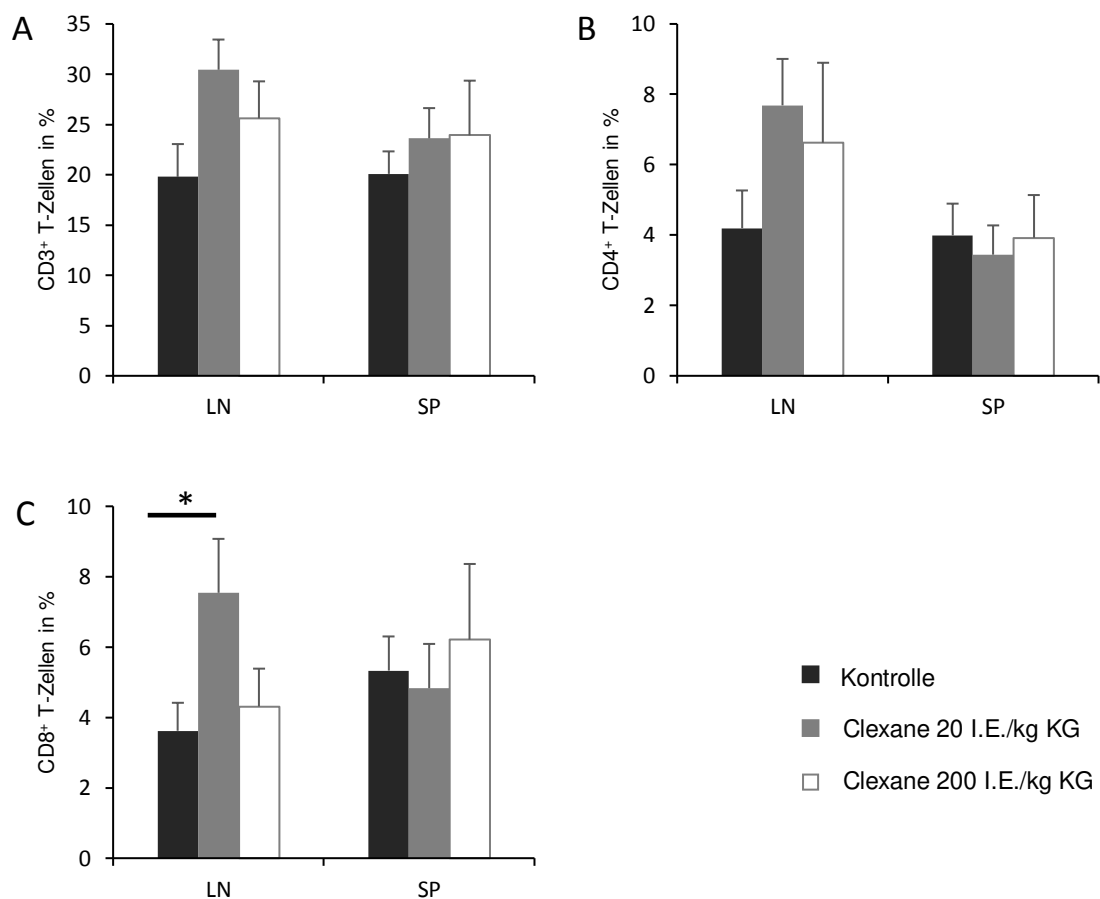 A
CD3⁺ T-Zellen in %
35
30
25
20
15
10
5
0
LN
SP
B
CD4⁺ T-Zellen in %
10
8
6
4
2
0
LN
SP
C
CD8⁺ T-Zellen in %
10
8
6
4
2
0
*
LN
SP
Kontrolle
Clexane 20 I.E./kg KG
Clexane 200 I.E./kg KG